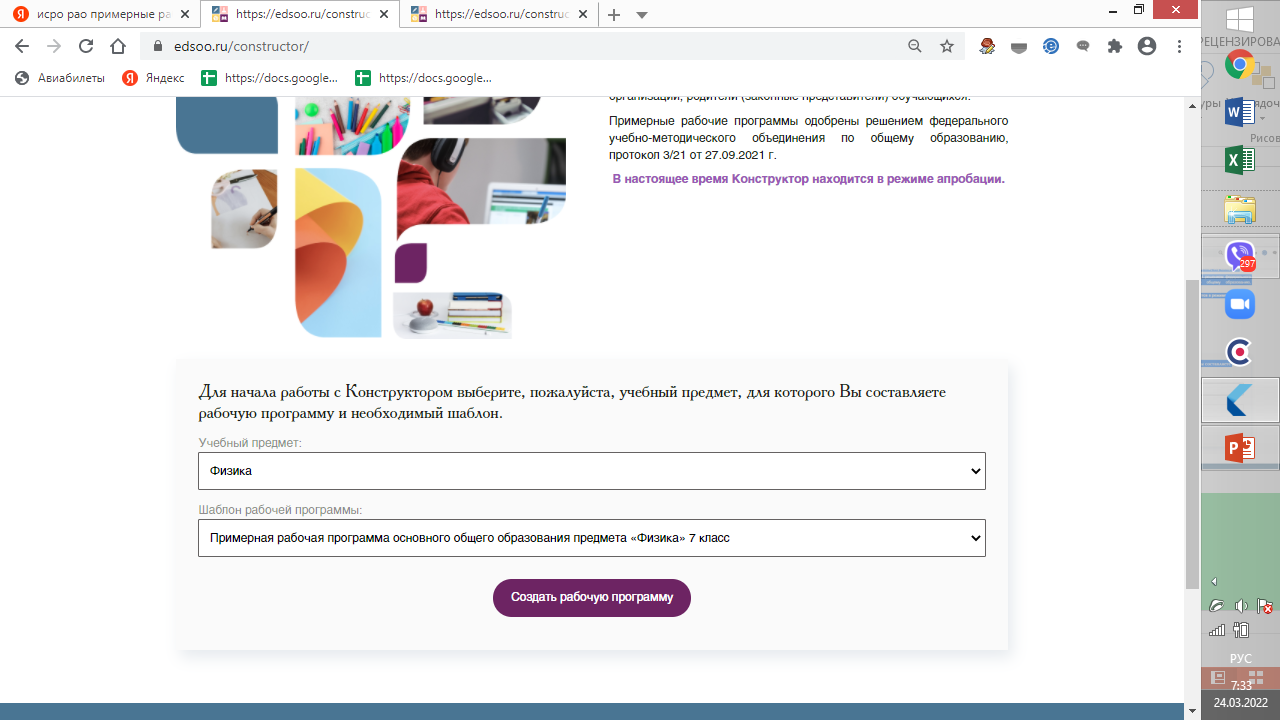 исро рао примерные ра
https://edsoo.ru/construc
https://edsoo.ru/construc
edsoo.ru/constructor/
Авиабилеты
Яндекс
https://docs.google...
https://docs.google...
организаций, родители (законные представители) обучающихся.
Примерные рабочие программы одобрены решением федерального
учебно-методического объединения по общему образованию,
протокол 3/21 от 27.09.2021 г.
В настоящее время Конструктор находится в режиме апробации.
Для начала работы с Конструктором выберите, пожалуйста, учебный предмет, для которого Вы составляете
рабочую программу и необходимый шаблон.
Учебный предмет:
Физика
Шаблон рабочей программы:
Примерная рабочая программа основного общего образования предмета «Физика» 7 класс
Создать рабочую программу
РЕЦЕНЗИРОВА
Рисов
297
РУС
7:33
24.03.2022